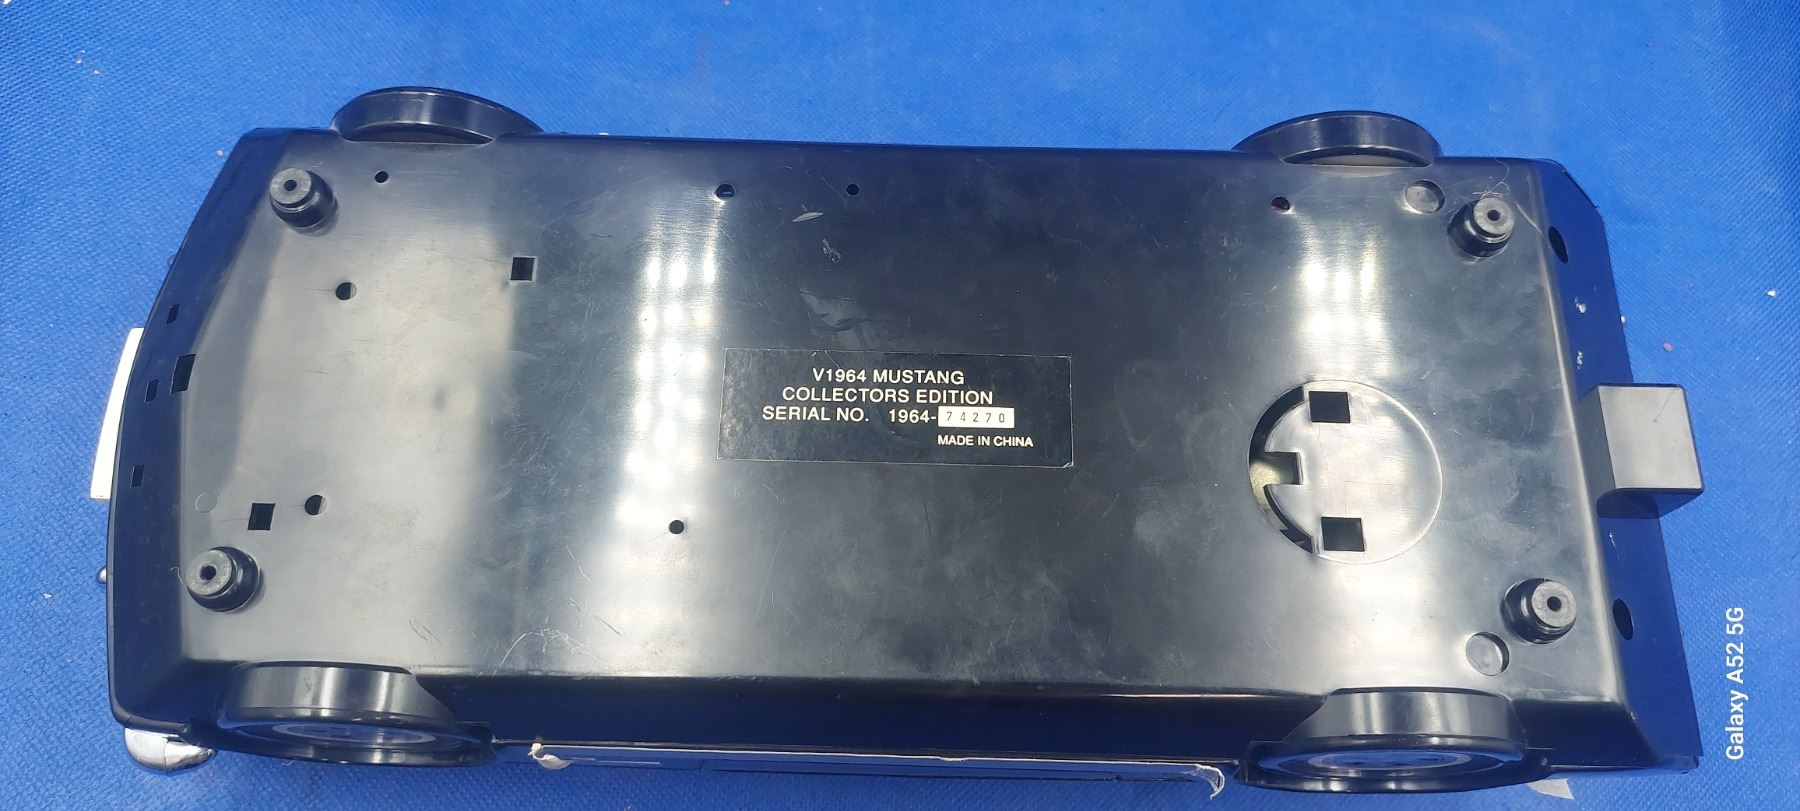 V1964 MUSTANG
COLLECTORS EDITION
SERIAL NO. 1964-74270
MADE IN CHINA
Galaxy A52 5G